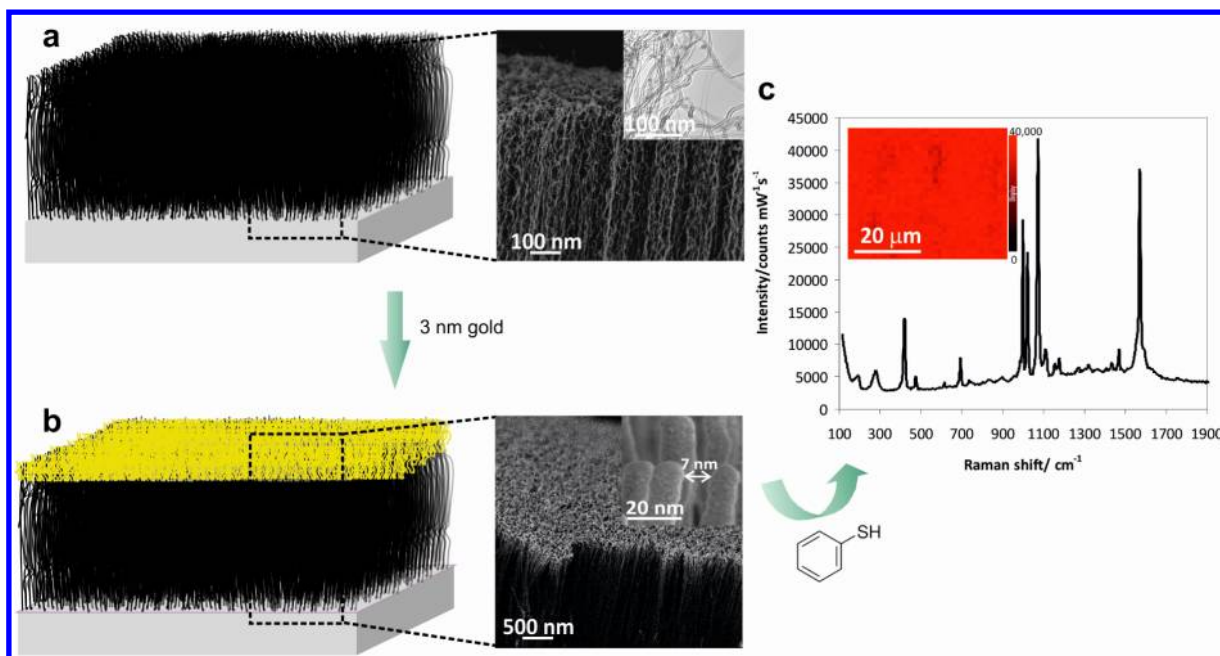 a
100 nm
100 nm
3 nm gold
b
7 nm
20 nm
500 nm
SH
c
Intensity/counts mW⁻¹s⁻¹
45000
40000
35000
30000
25000
20000
15000
10000
5000
0
40,000
0
20 μm
100 300 500 700 900 1100 1300 1500 1700 1900
Raman shift/ cm⁻¹